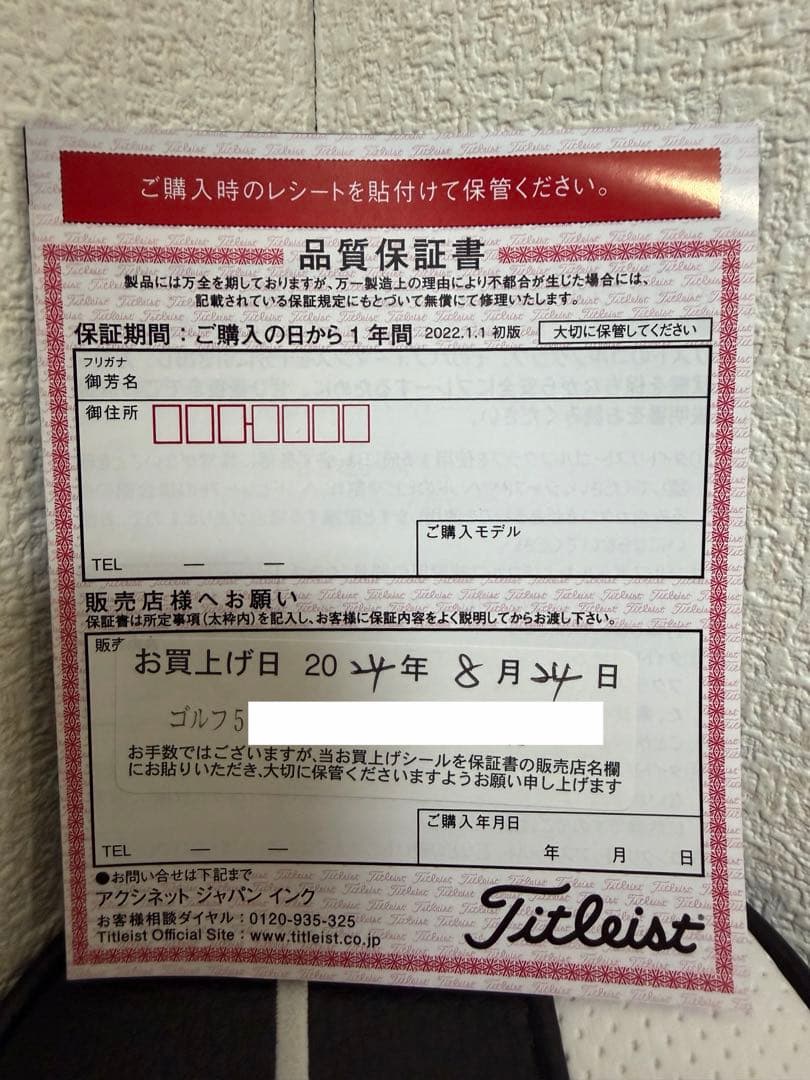 ご購入時のレシートを貼付けて保管ください。
品質保証書
製品には万全を期しておりますが、万一製造上の理由により不都合が生じた場合には、
記載されている保証規定にもとづいて無償にて修理いたします。
保証期間：ご購入の日から1年間 2022.1.1 初版 大切に保管してください
フリガナ
御芳名
御住所
ご購入モデル
TEL — —
販売店様へお願い
保証書は所定事項(太枠内)を記入し、お客様に保証内容をよく説明してからお渡し下さい。
販売
お買上げ日 2024年 8月24日
ゴルフ5
お手数ではございますが、当お買上げシールを保証書の販売店名欄
にお貼りいただき、大切に保管くださいますようお願い申し上げます
ご購入年月日
TEL — — 年 月 日
●お問い合せは下記まで
アクシネット ジャパン インク
お客様相談ダイヤル：0120-935-325
Titleist Official Site：www.titleist.co.jp
Titleist